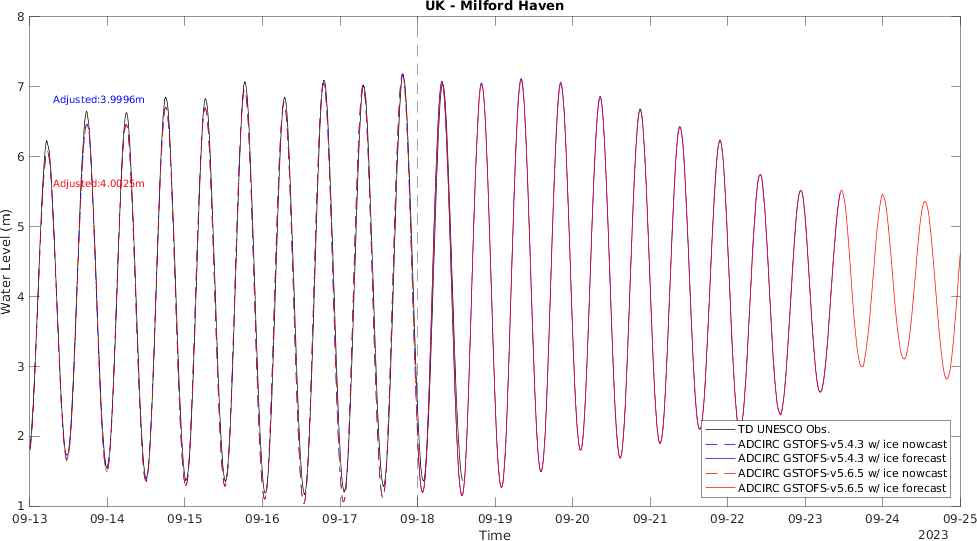 UK - Milford Haven
8
7
6
5
4
3
2
1
Water Level (m)
Adjusted:3.9996m
Adjusted:4.0025m
TD UNESCO Obs.
ADCIRC GSTOFS-v5.4.3 w/ ice nowcast
ADCIRC GSTOFS-v5.4.3 w/ ice forecast
ADCIRC GSTOFS-v5.6.5 w/ ice nowcast
ADCIRC GSTOFS-v5.6.5 w/ ice forecast
09-13 09-14 09-15 09-16 09-17 09-18 09-19 09-20 09-21 09-22 09-23 09-24 09-25
Time
2023